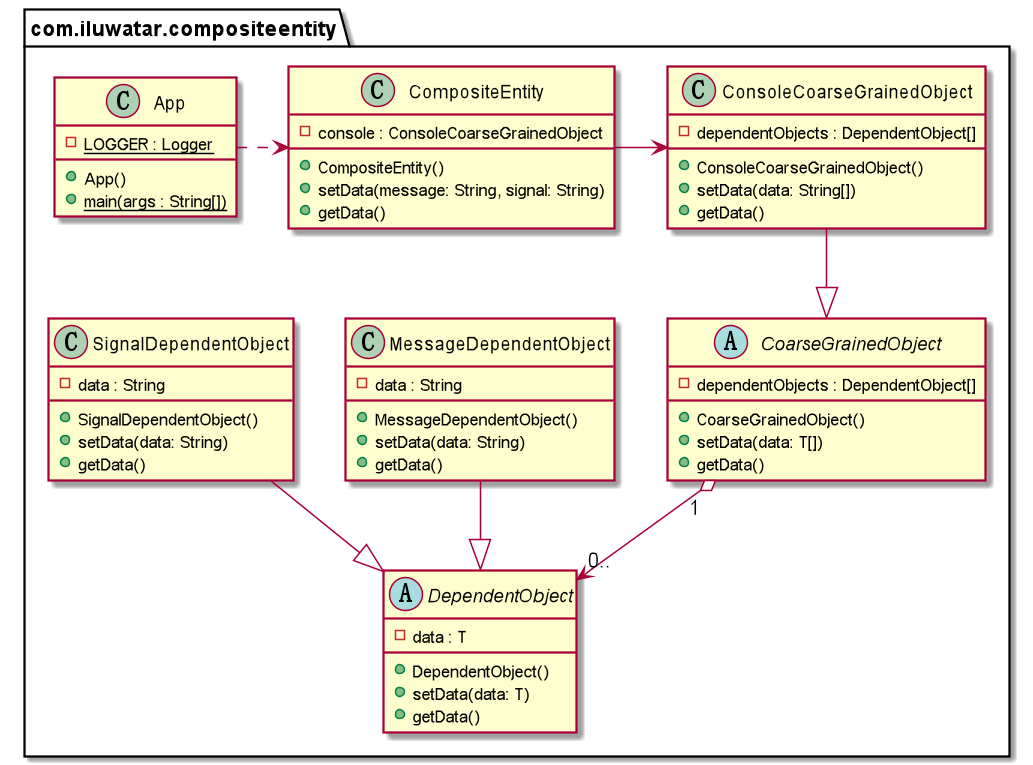 com.iluwatar.compositeentity
C App
LOGGER : Logger
App()
main(args : String[])
C CompositeEntity
console : ConsoleCoarseGrainedObject
CompositeEntity()
setData(message: String, signal: String)
getData()
C ConsoleCoarseGrainedObject
dependentObjects : DependentObject[]
ConsoleCoarseGrainedObject()
setData(data: String[])
getData()
C SignalDependentObject
data : String
SignalDependentObject()
setData(data: String)
getData()
C MessageDependentObject
data : String
MessageDependentObject()
setData(data: String)
getData()
A CoarseGrainedObject
dependentObjects : DependentObject[]
CoarseGrainedObject()
setData(data: T[])
getData()
1
0..
A DependentObject
data : T
DependentObject()
setData(data: T)
getData()